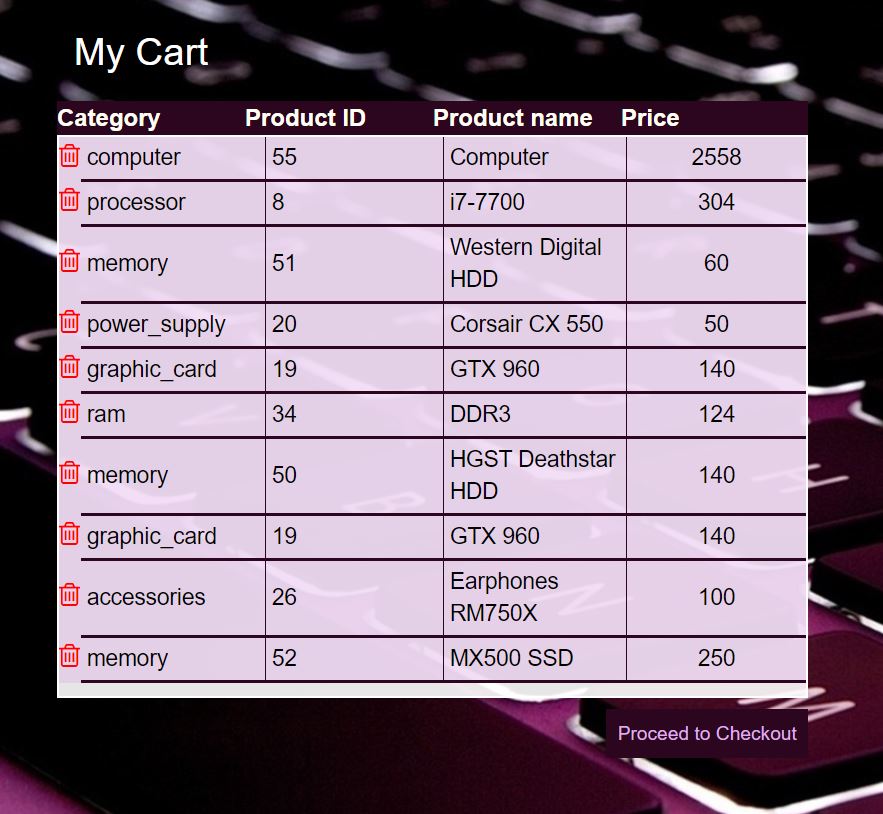 My Cart
Category Product ID Product name Price
computer 55 Computer 2558
processor 8 i7-7700 304
memory 51 Western Digital HDD 60
power_supply 20 Corsair CX 550 50
graphic_card 19 GTX 960 140
ram 34 DDR3 124
memory 50 HGST Deathstar HDD 140
graphic_card 19 GTX 960 140
accessories 26 Earphones RM750X 100
memory 52 MX500 SSD 250
Proceed to Checkout
V
B
N
H
M